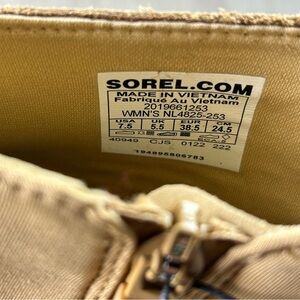 SOREL.COM
MADE IN VIETNAM
Fabriqué Au Vietnam
2019661253
WMN'S NL4825-253
USA UK EUR CM
7.5 5.5 38.5 24.5
40949 CJS 0122 222
194895806783